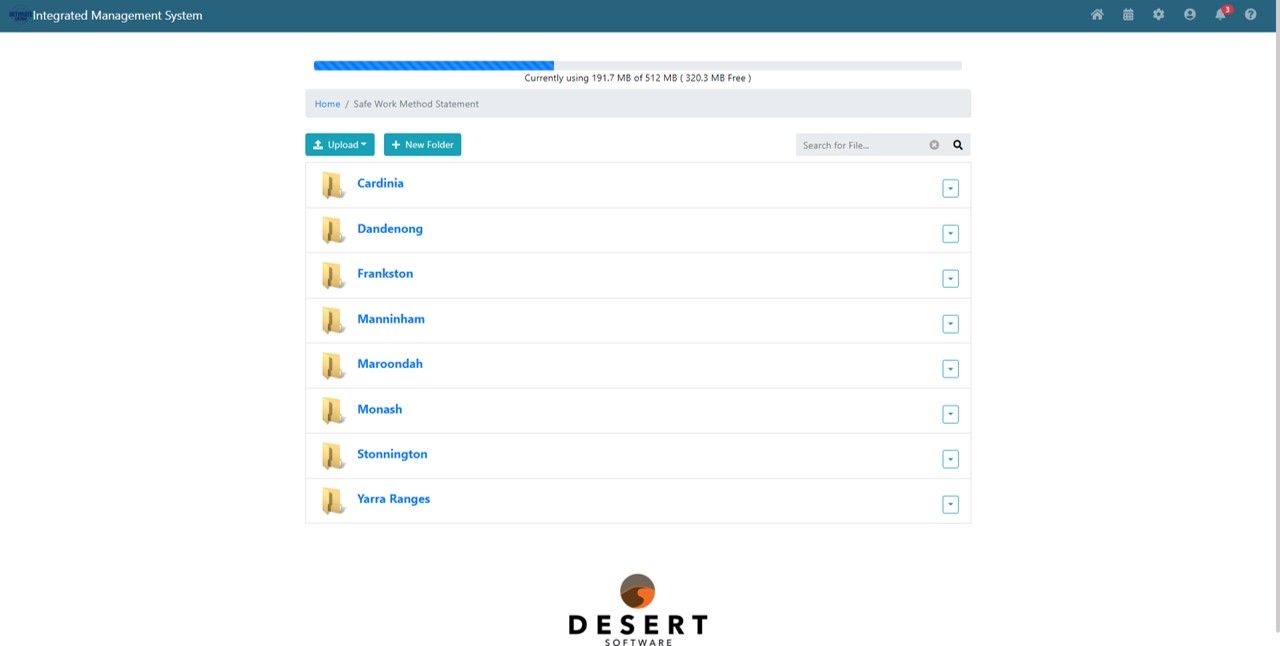 Integrated Management System
3
Currently using 191.7 MB of 512 MB ( 320.3 MB Free )
Home / Safe Work Method Statement
Upload
New Folder
Search for File...
Cardinia
Dandenong
Frankston
Manninham
Maroondah
Monash
Stonnington
Yarra Ranges
DESERT
SOFTWARE